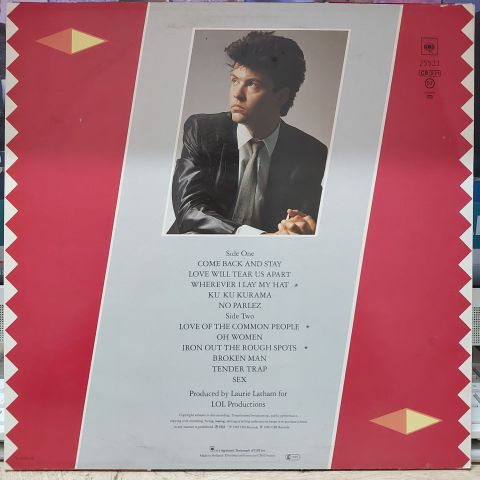 CBS
25521
Side One
COME BACK AND STAY
LOVE WILL TEAR US APART
WHEREVER I LAY MY HAT *
KU KU KURAMA
NO PARLEZ
Side Two
LOVE OF THE COMMON PEOPLE *
OH WOMEN
IRON OUT THE ROUGH SPOTS *
BROKEN MAN
TENDER TRAP
SEX
Produced by Laurie Latham for
LOL Productions